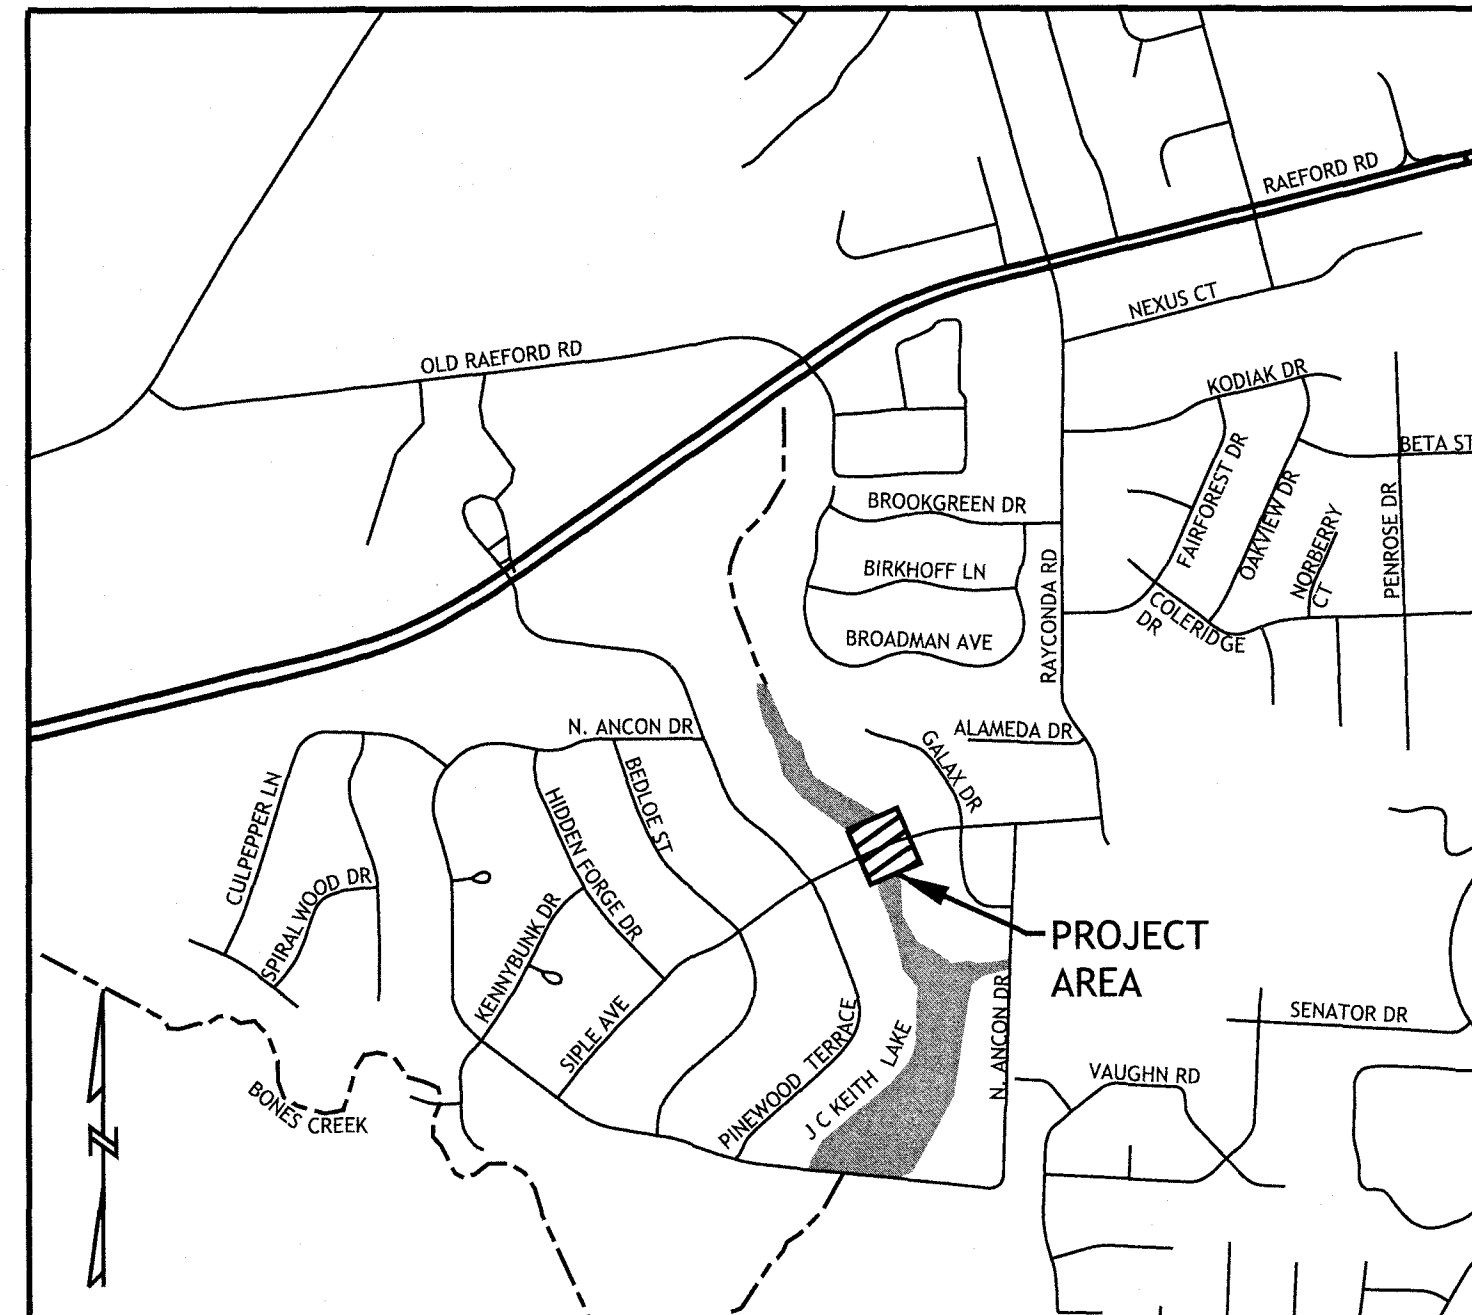 RAEFORD RD
NEXUS CT
OLD RAEFORD RD
KODIAK DR
BETA ST
FAIRFOREST DR
OAKVIEW DR
NORBERRY
CT
PENROSE DR
BROOKGREEN DR
BIRKHOFF LN
BROADMAN AVE
RAYCONDA RD
COLERIDGE
DR
N. ANCON DR
ALAMEDA DR
GALAX DR
CULPEPPER LN
BEDLOE ST
HIDDEN FORGE DR
SPIRAL WOOD DR
KENNYBUNK DR
SIPLE AVE
PROJECT
AREA
PINEWOOD TERRACE
J C KEITH LAKE
N. ANCON DR
SENATOR DR
VAUGHN RD
BONES CREEK
N